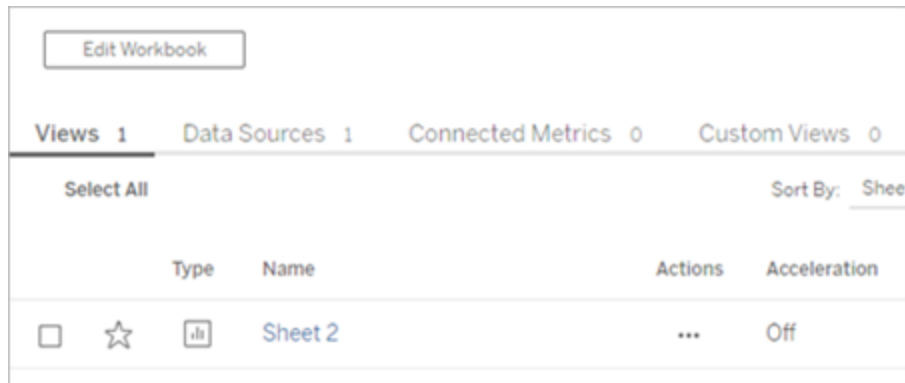 Edit Workbook
Views 1 Data Sources 1 Connected Metrics 0 Custom Views 0
Select All Sort By: Shee
Type Name Actions Acceleration
Sheet 2 ••• Off